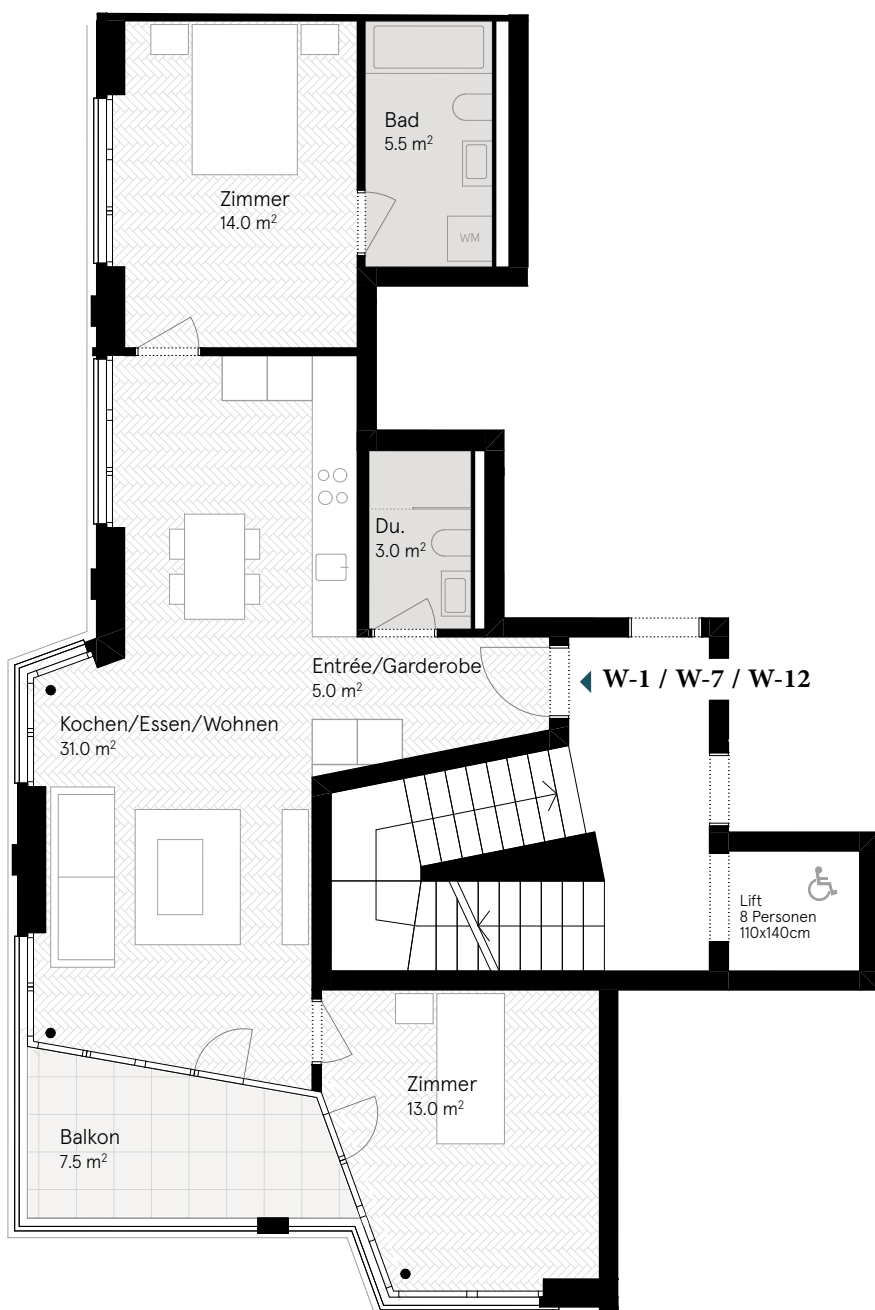 Bad
5.5 m²
Zimmer
14.0 m²
WM
Du.
3.0 m²
Entrée/Garderobe
5.0 m²
W-1 / W-7 / W-12
Kochen/Essen/Wohnen
31.0 m²
Lift
8 Personen
110x140cm
Zimmer
13.0 m²
Balkon
7.5 m²